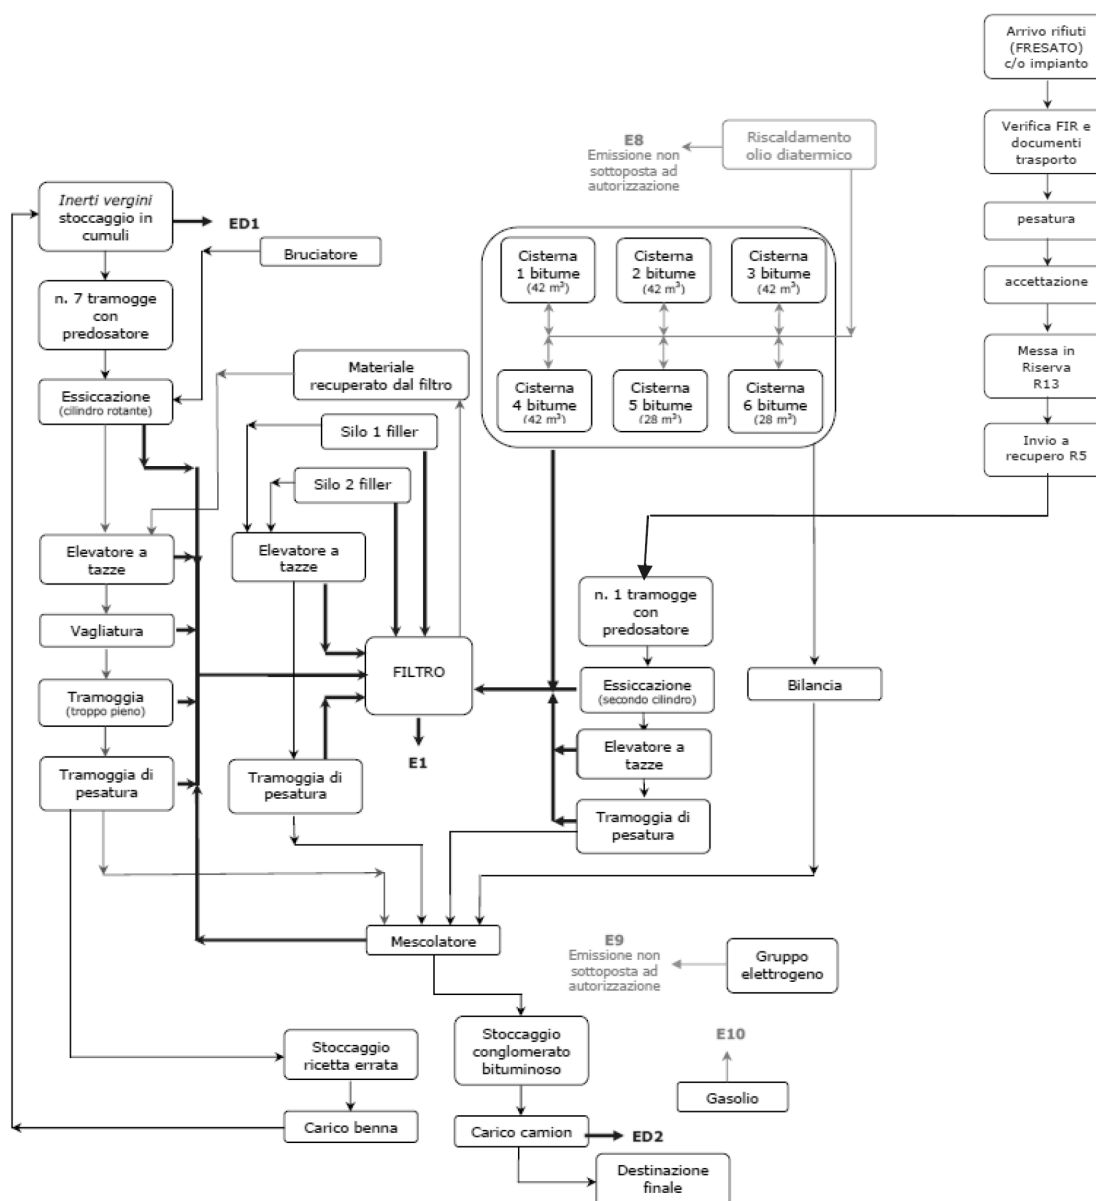 Arrivo rifiuti
(FRESATO)
c/o impianto
Verifica FIR e
documenti
trasporto
pesatura
accettazione
Messa in
Riserva
R13
Invio a
recupero R5
Riscaldamento
olio diatermico
E8
Emissione non
sottoposta ad
autorizzazione
Inerti vergini
stoccaggio in
cumuli
ED1
Bruciatore
n. 7 tramogge
con
predosatore
Essiccazione
(cilindro rotante)
Materiale
recuperato dal filtro
Silo 1 filler
Silo 2 filler
Cisterna
1 bitume
(42 m³)
Cisterna
2 bitume
(42 m³)
Cisterna
3 bitume
(42 m³)
Cisterna
4 bitume
(42 m³)
Cisterna
5 bitume
(28 m³)
Cisterna
6 bitume
(28 m³)
Elevatore a
tazze
Elevatore a
tazze
Vagliatura
Tramoggia
(troppo pieno)
Tramoggia di
pesatura
Tramoggia di
pesatura
FILTRO
E1
n. 1 tramogge
con
predosatore
Essiccazione
(secondo cilindro)
Elevatore a
tazze
Tramoggia di
pesatura
Bilancia
Mescolatore
E9
Emissione non
sottoposta ad
autorizzazione
Gruppo
elettrogeno
Stoccaggio
ricetta errata
Carico benna
Stoccaggio
conglomerato
bituminoso
E10
Gasolio
Carico camion
ED2
Destinazione
finale